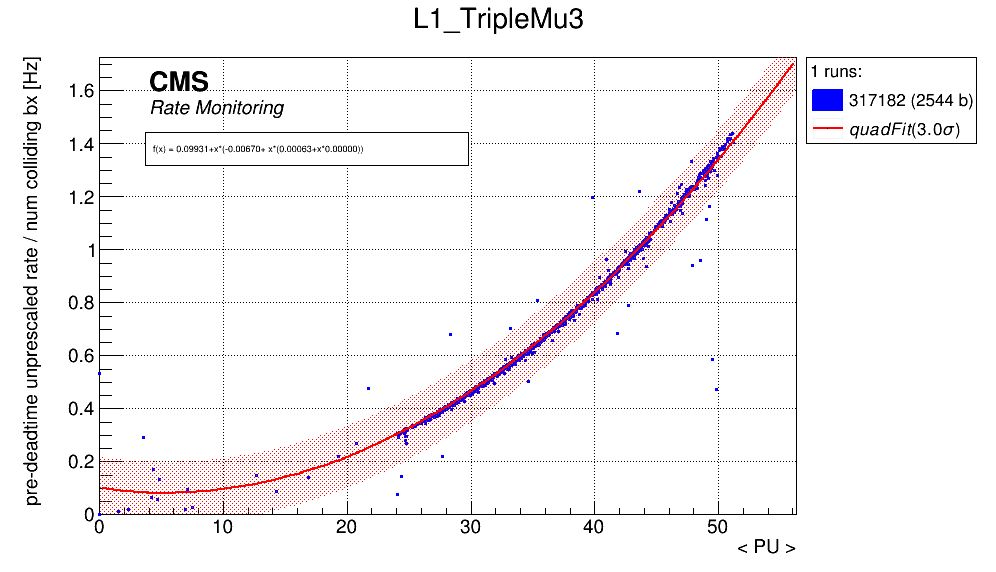 L1_TripleMu3
pre-deadtime unprescaled rate / num colliding bx [Hz]
CMS
Rate Monitoring
f(x) = 0.09931+x*(-0.00670+ x*(0.00063+x*0.00000))
1 runs:
317182 (2544 b)
quadFit(3.0σ)
1.6
1.4
1.2
1
0.8
0.6
0.4
0.2
0
0 10 20 30 40 50
< PU >